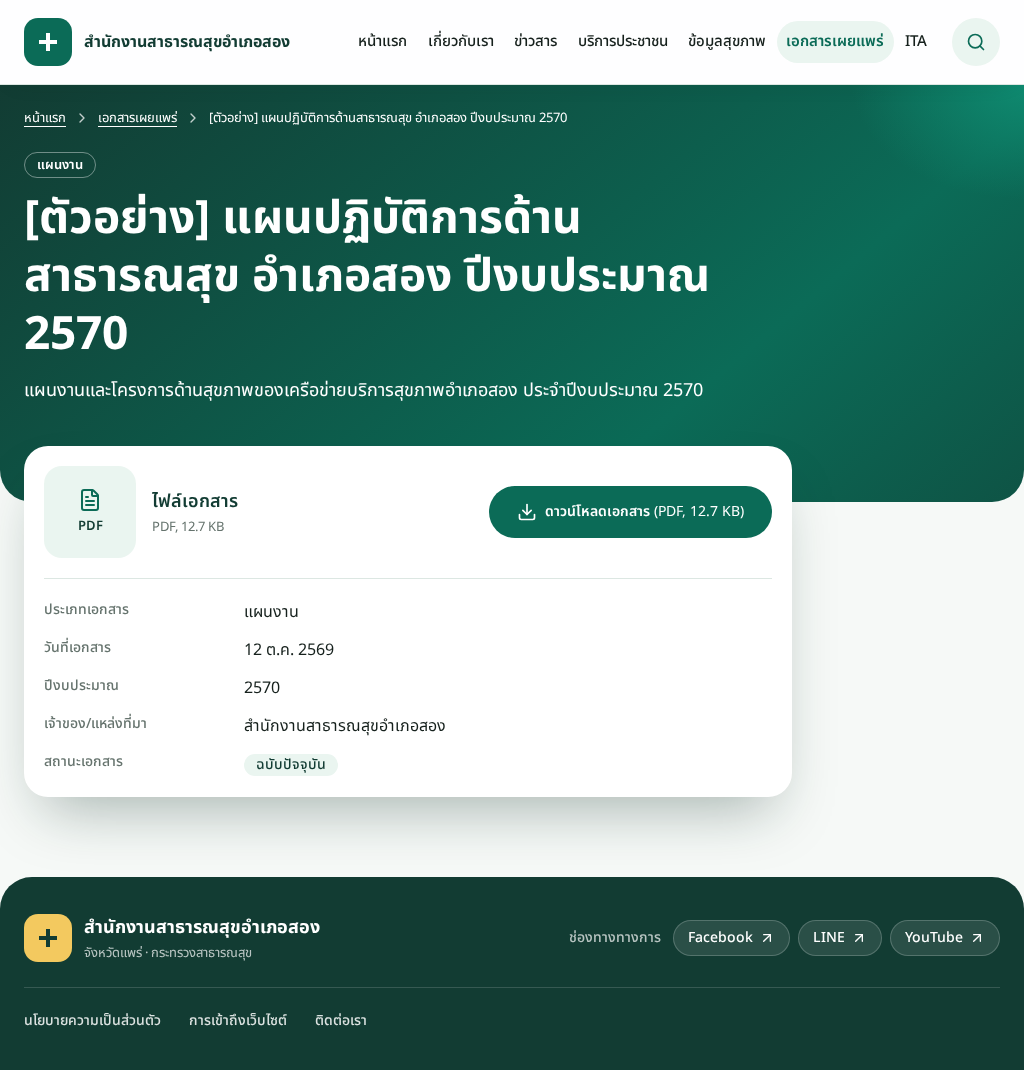 สำนักงานสาธารณสุขอำเภอสอง
หน้าแรก เกี่ยวกับเรา ข่าวสาร บริการประชาชน ข้อมูลสุขภาพ เอกสารเผยแพร่ ITA
หน้าแรก เอกสารเผยแพร่ [ตัวอย่าง] แผนปฏิบัติการด้านสาธารณสุข อำเภอสอง ปีงบประมาณ 2570
แผนงาน
[ตัวอย่าง] แผนปฏิบัติการด้าน
สาธารณสุข อำเภอสอง ปีงบประมาณ
2570
แผนงานและโครงการด้านสุขภาพของเครือข่ายบริการสุขภาพอำเภอสอง ประจำปีงบประมาณ 2570
PDF
ไฟล์เอกสาร
PDF, 12.7 KB
ดาวน์โหลดเอกสาร (PDF, 12.7 KB)
ประเภทเอกสาร แผนงาน
วันที่เอกสาร 12 ต.ค. 2569
ปีงบประมาณ 2570
เจ้าของ/แหล่งที่มา สำนักงานสาธารณสุขอำเภอสอง
สถานะเอกสาร ฉบับปัจจุบัน
สำนักงานสาธารณสุขอำเภอสอง
จังหวัดแพร่ · กระทรวงสาธารณสุข
ช่องทางทางการ Facebook LINE YouTube
นโยบายความเป็นส่วนตัว การเข้าถึงเว็บไซต์ ติดต่อเรา